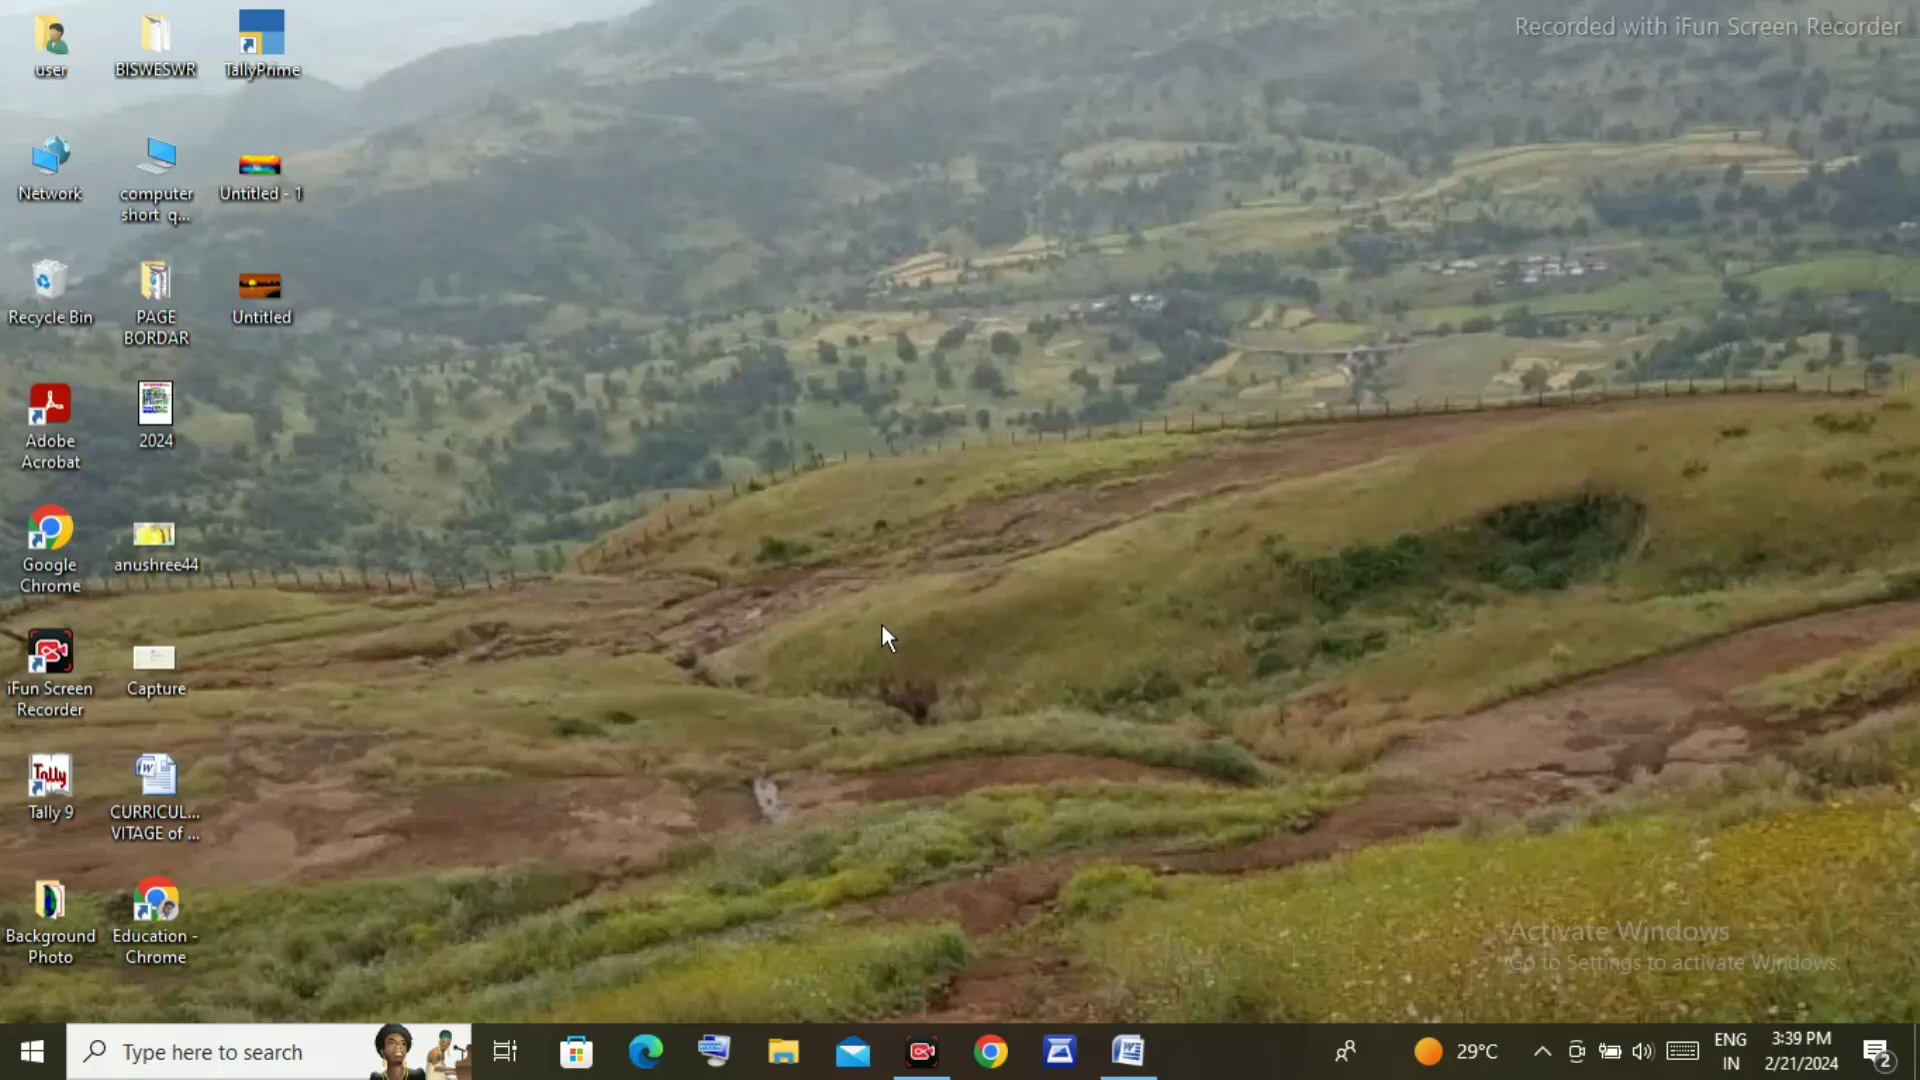 Recorded with iFun Screen Recorder
user
BISWESWR
TallyPrime
Network
computer
short q...
Untitled - 1
Recycle Bin
PAGE
BORDAR
Untitled
Adobe
Acrobat
2024
Google
Chrome
anushree44
iFun Screen
Recorder
Capture
Tally
Tally 9
CURRICUL...
VITAGE of ...
Background
Photo
Education -
Chrome
Activate Windows
Go to Settings to activate Windows.
Type here to search
29°C
ENG
IN
3:39 PM
2/21/2024
2